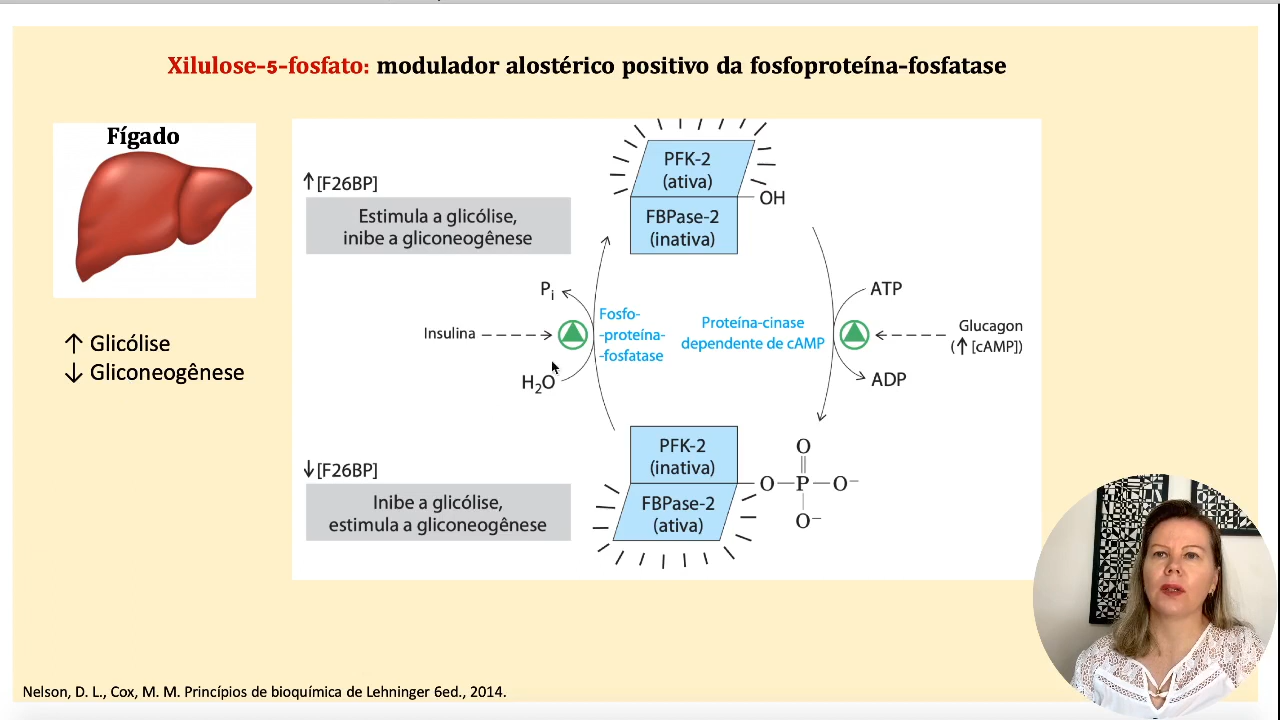 Xilulose-5-fosfato: modulador alostérico positivo da fosfoproteína-fosfatase
Fígado
↑ Glicólise
↓ Gliconeogênese
↑[F26BP]
Estimula a glicólise,
inibe a gliconeogênese
PFK-2
(ativa)
OH
FBPase-2
(inativa)
Pi
Insulina
H2O
Fosfo-
-proteína-
-fosfatase
Proteína-cinase
dependente de cAMP
ATP
Glucagon
(↑ [cAMP])
ADP
↓[F26BP]
Inibe a glicólise,
estimula a gliconeogênese
PFK-2
(inativa)
FBPase-2
(ativa)
O
O—P—O−
O−
Nelson, D. L., Cox, M. M. Princípios de bioquímica de Lehninger 6ed., 2014.